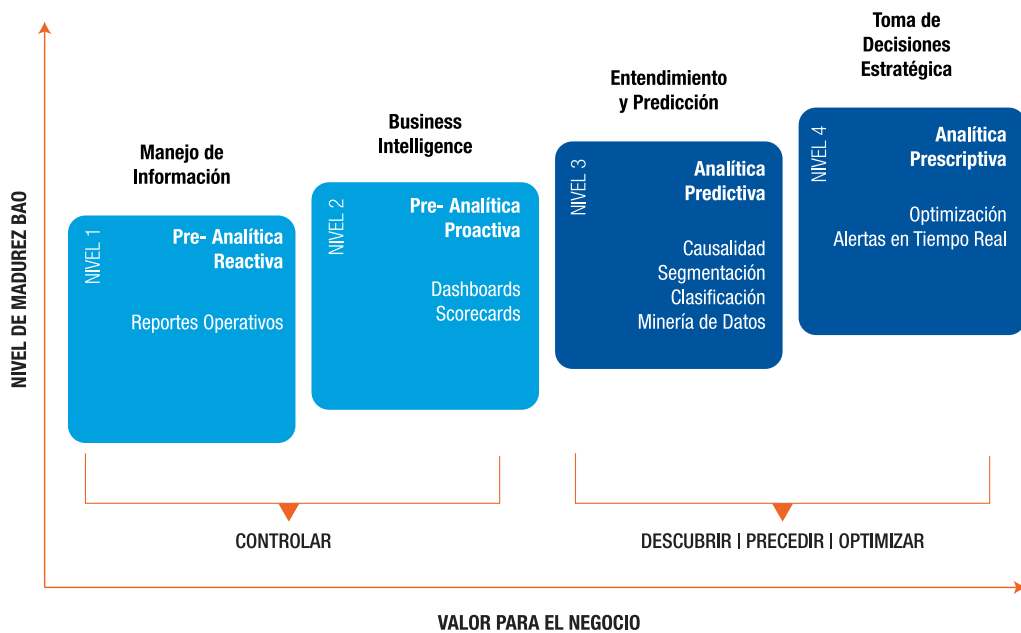 NIVEL DE MADUREZ BAO
Manejo de
Información
NIVEL 1
Pre- Analítica
Reactiva
Reportes Operativos
Business
Intelligence
NIVEL 2
Pre- Analítica
Proactiva
Dashboards
Scorecards
Entendimiento
y Predicción
NIVEL 3
Analítica
Predictiva
Causalidad
Segmentación
Clasificación
Minería de Datos
Toma de
Decisiones
Estratégica
NIVEL 4
Analítica
Prescriptiva
Optimización
Alertas en Tiempo Real
CONTROLAR
DESCUBRIR | PRECEDIR | OPTIMIZAR
VALOR PARA EL NEGOCIO